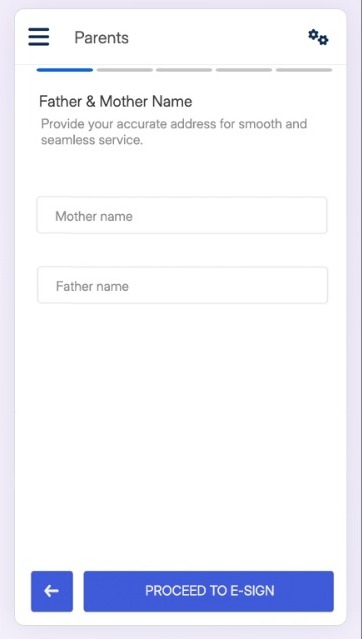 Parents
Father & Mother Name
Provide your accurate address for smooth and
seamless service.
Mother name
Father name
PROCEED TO E-SIGN